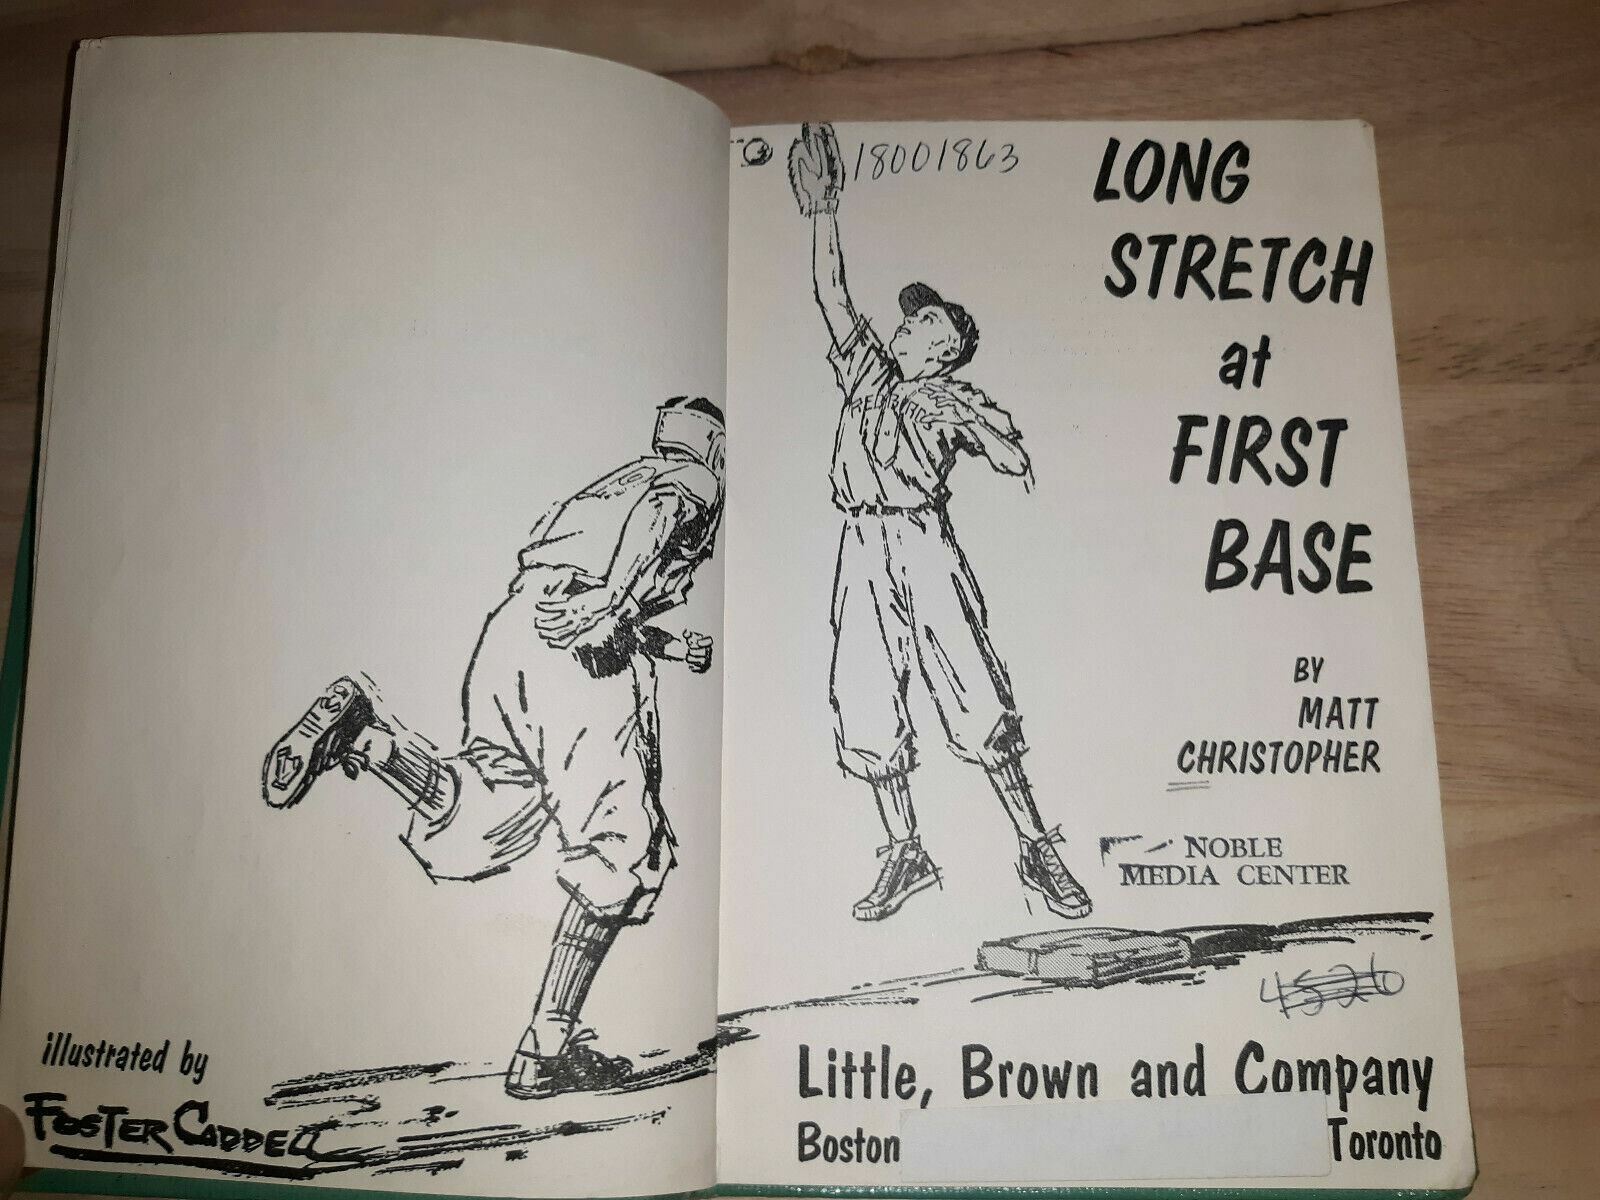 illustrated by
FOSTER CADDELL
18001863
LONG
STRETCH
at
FIRST
BASE
BY
MATT
CHRISTOPHER
NOBLE
MEDIA CENTER
4526
Little, Brown and Company
Boston
Toronto